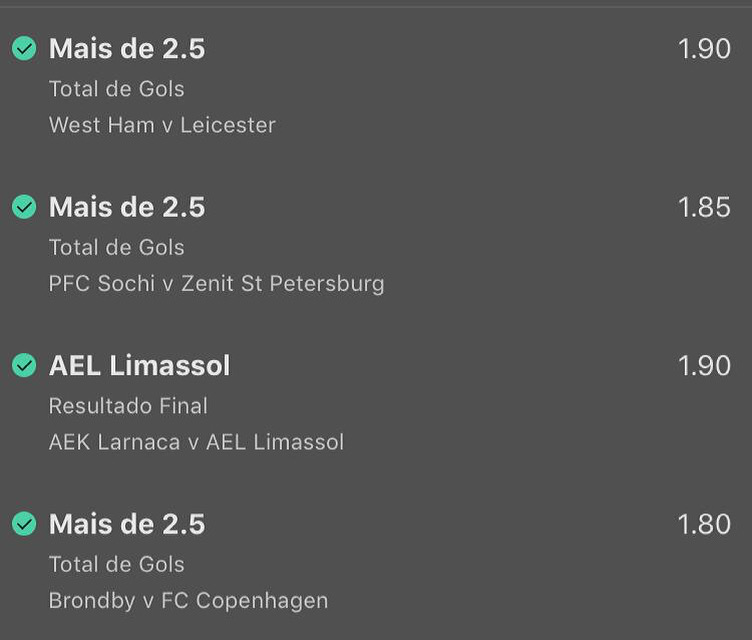 Mais de 2.5 1.90
Total de Gols
West Ham v Leicester
Mais de 2.5 1.85
Total de Gols
PFC Sochi v Zenit St Petersburg
AEL Limassol 1.90
Resultado Final
AEK Larnaca v AEL Limassol
Mais de 2.5 1.80
Total de Gols
Brondby v FC Copenhagen